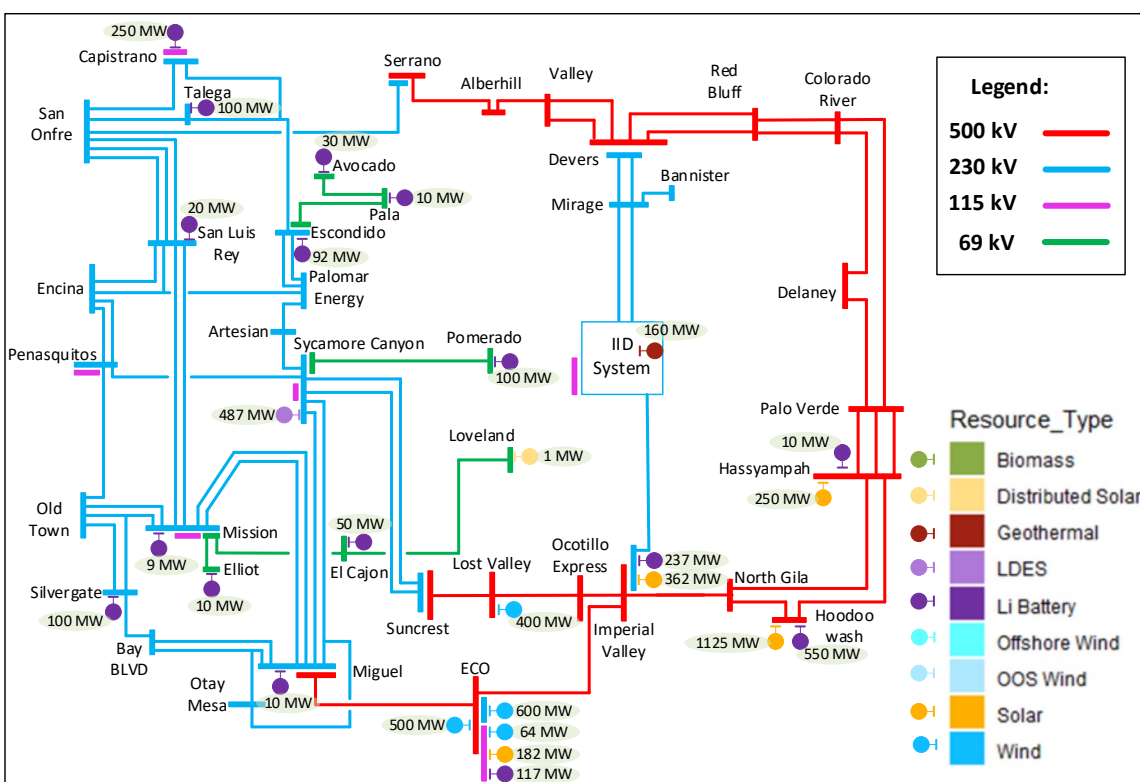 250 MW
Capistrano
Serrano
Alberhill
Valley
Red
Bluff
Colorado
River
Legend:
500 kV
230 kV
115 kV
69 kV
San
Onfre
Talega
100 MW
30 MW
Avocado
Devers
Bannister
Mirage
10 MW
Pala
20 MW
San Luis
Rey
Escondido
92 MW
Palomar
Energy
Encina
Delaney
Artesian
Sycamore Canyon
Pomerado
100 MW
160 MW
IID
System
Penasquitos
487 MW
Loveland
1 MW
Palo Verde
10 MW
Hassyampah
250 MW
Resource_Type
Biomass
Distributed Solar
Geothermal
LDES
Li Battery
Offshore Wind
OOS Wind
Solar
Wind
Old
Town
Mission
9 MW
Elliot
10 MW
50 MW
El Cajon
Lost Valley
Ocotillo
Express
237 MW
362 MW
North Gila
Silvergate
100 MW
Suncrest
400 MW
Imperial
Valley
Hoodoo
wash
1125 MW
550 MW
Bay
BLVD
Miguel
Otay
Mesa
10 MW
ECO
500 MW
600 MW
64 MW
182 MW
117 MW